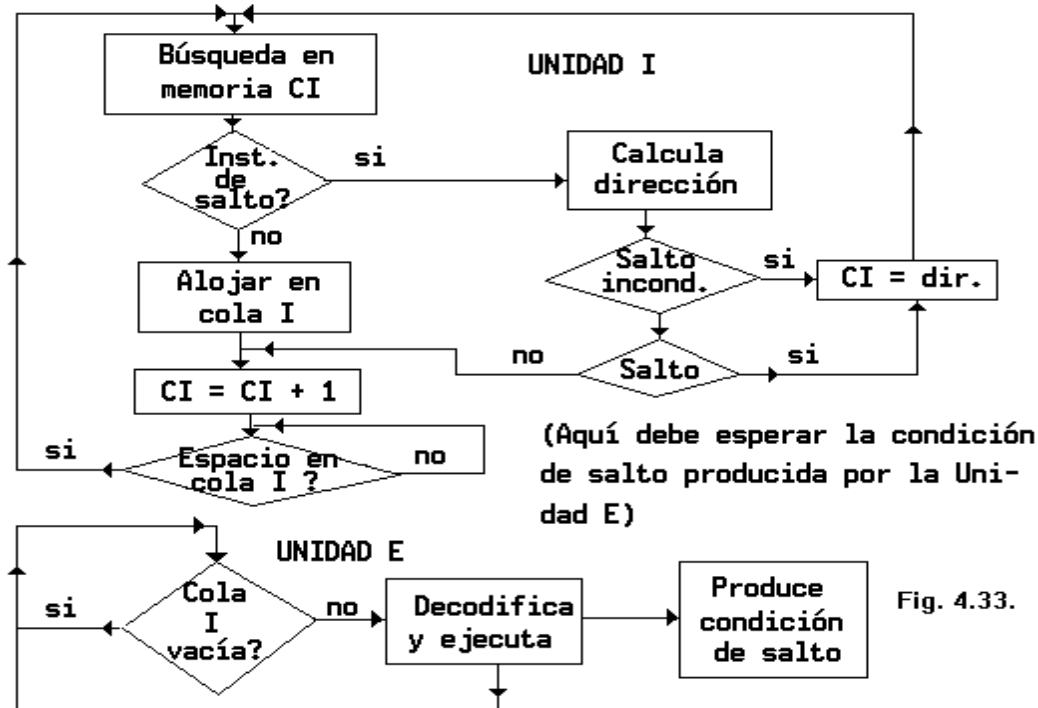 Búsqueda en
memoria CI
UNIDAD I
Inst.
de
salto?
si
no
Calcula
dirección
Salto
incond.
si
CI = dir.
Alojar en
cola I
no
Salto
si
CI = CI + 1
Espacio en
cola I ?
si
no
(Aquí debe esperar la condición
de salto producida por la Uni-
dad E)
UNIDAD E
Cola
I
vacía?
si
no
Decodifica
y ejecuta
Produce
condición
de salto
Fig. 4.33.